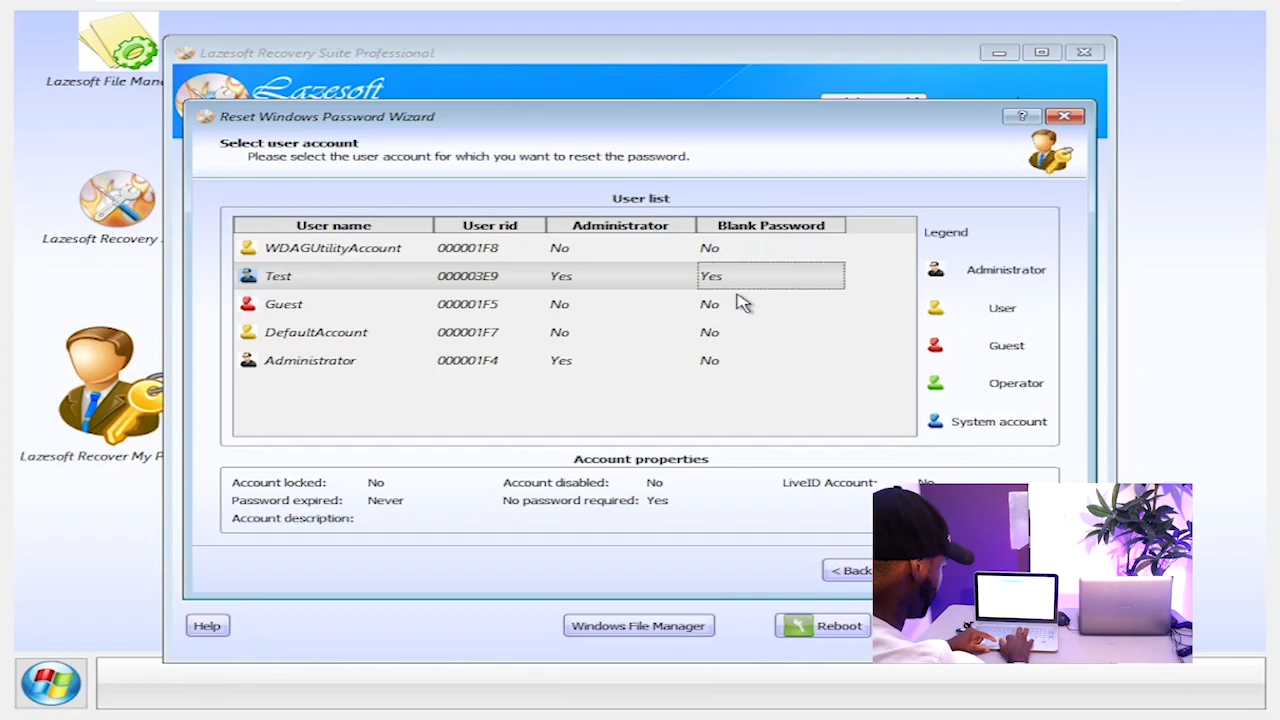 Lazesoft File Mana
Lazesoft Recovery
Lazesoft Recover My P
Lazesoft Recovery Suite Professional
Lazesoft
Reset Windows Password Wizard
?
Select user account
Please select the user account for which you want to reset the password.
User list
User name User rid Administrator Blank Password
WDAGUtilityAccount 000001F8 No No
Test 000003E9 Yes Yes
Guest 000001F5 No No
DefaultAccount 000001F7 No No
Administrator 000001F4 Yes No
Legend
Administrator
User
Guest
Operator
System account
Account properties
Account locked: No Account disabled: No LiveID Account:
Password expired: Never No password required: Yes
Account description:
< Back
Help Windows File Manager Reboot